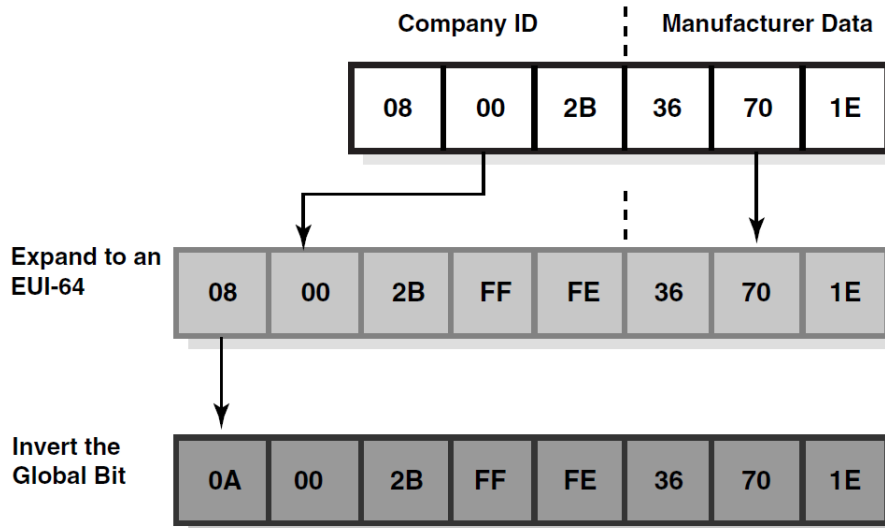 Company ID Manufacturer Data
08 00 2B 36 70 1E
Expand to an
EUI-64
08 00 2B FF FE 36 70 1E
Invert the
Global Bit
0A 00 2B FF FE 36 70 1E